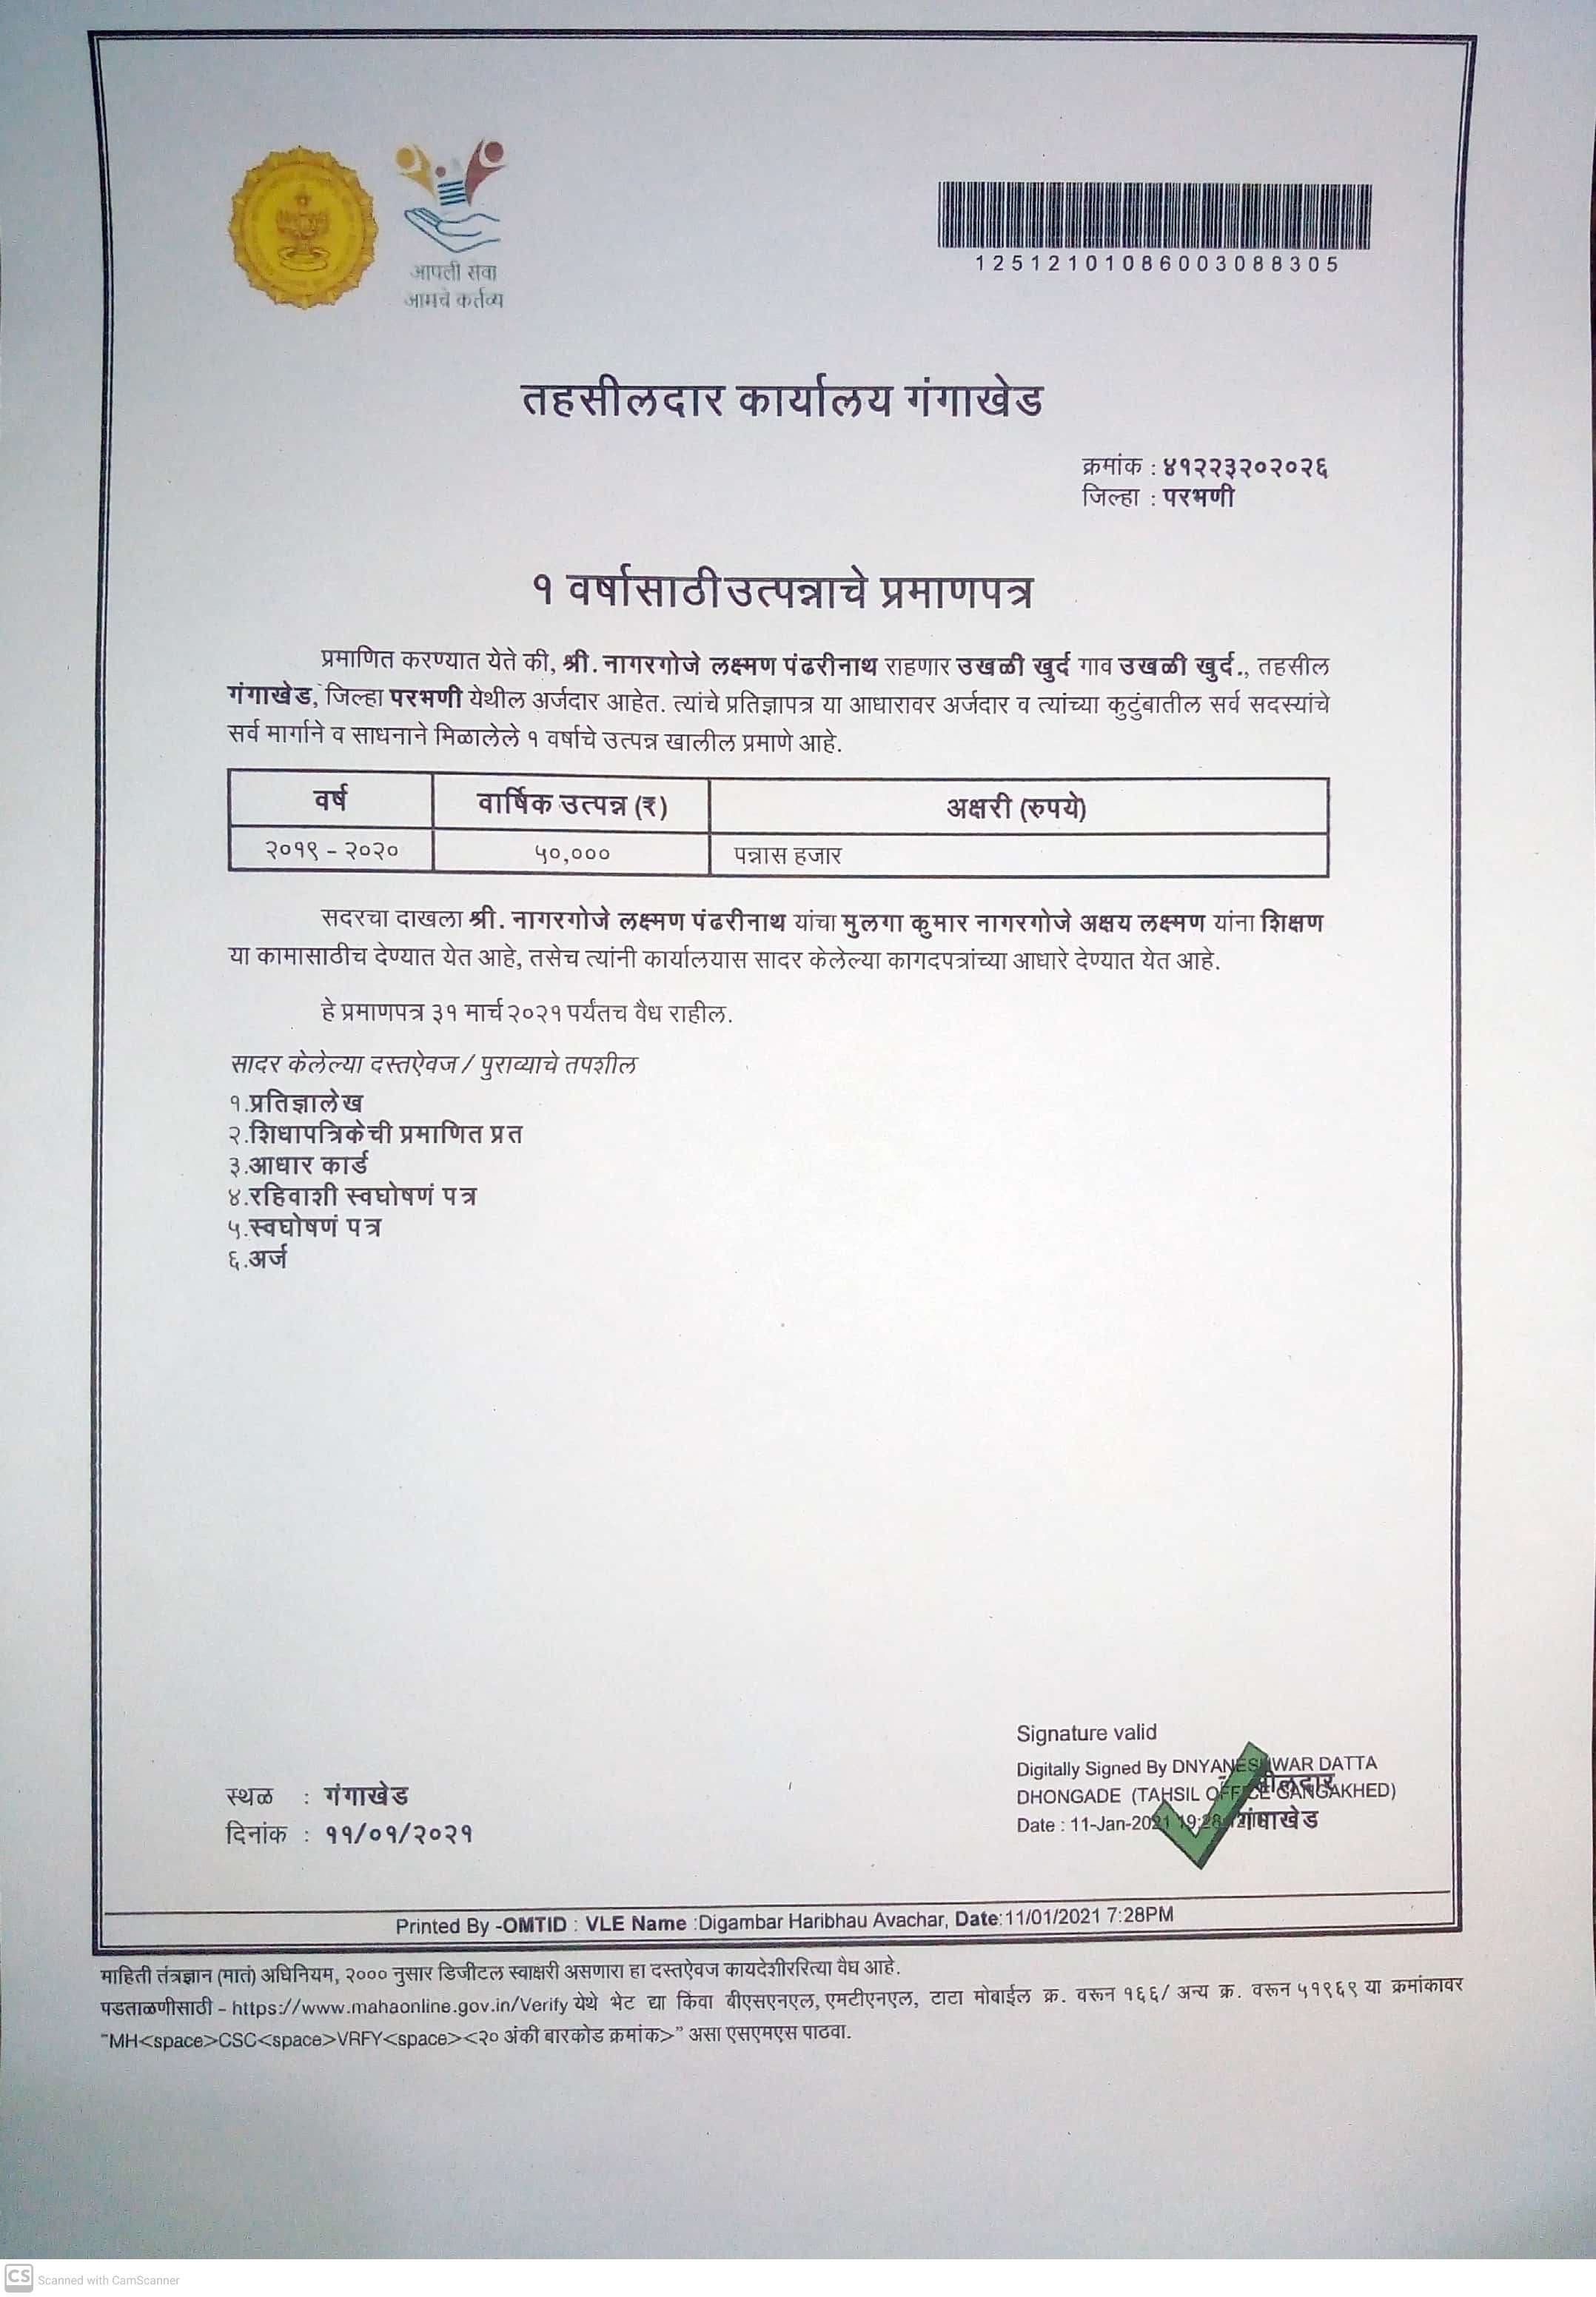 आपली सेवा
आमचे कर्तव्य
12512101086003088305
तहसीलदार कार्यालय गंगाखेड
क्रमांक : ४१२२३२०२०२६
जिल्हा : परभणी
१ वर्षासाठी उत्पन्नाचे प्रमाणपत्र
प्रमाणित करण्यात येते की, श्री. नागरगोजे लक्ष्मण पंढरीनाथ राहणार उखळी खुर्द गाव उखळी खुर्द., तहसील
गंगाखेड, जिल्हा परभणी येथील अर्जदार आहेत. त्यांचे प्रतिज्ञापत्र या आधारावर अर्जदार व त्यांच्या कुटुंबातील सर्व सदस्यांचे
सर्व मार्गाने व साधनाने मिळालेले १ वर्षाचे उत्पन्न खालील प्रमाणे आहे.
वर्ष वार्षिक उत्पन्न (₹) अक्षरी (रुपये)
२०१९ - २०२० ५०,००० पन्नास हजार
सदरचा दाखला श्री. नागरगोजे लक्ष्मण पंढरीनाथ यांचा मुलगा कुमार नागरगोजे अक्षय लक्ष्मण यांना शिक्षण
या कामासाठीच देण्यात येत आहे, तसेच त्यांनी कार्यालयास सादर केलेल्या कागदपत्रांच्या आधारे देण्यात येत आहे.
हे प्रमाणपत्र ३१ मार्च २०२१ पर्यंतच वैध राहील.
सादर केलेल्या दस्तऐवज / पुराव्याचे तपशील
१.प्रतिज्ञालेख
२.शिधापत्रिकेची प्रमाणित प्रत
३.आधार कार्ड
४.रहिवाशी स्वघोषणं पत्र
५.स्वघोषणं पत्र
६.अर्ज
Signature valid
Digitally Signed By DNYANESHWAR DATTA
DHONGADE (TAHSIL OFFICE GANGAKHED)
Date : 11-Jan-2021
गंगाखेड
स्थळ : गंगाखेड
दिनांक : ११/०१/२०२१
Printed By -OMTID : VLE Name :Digambar Haribhau Avachar, Date:11/01/2021 7:28PM
माहिती तंत्रज्ञान (मातं) अधिनियम, २००० नुसार डिजीटल स्वाक्षरी असणारा हा दस्तऐवज कायदेशीररित्या वैध आहे.
पडताळणीसाठी - https://www.mahaonline.gov.in/Verify येथे भेट द्या किंवा बीएसएनएल, एमटीएनएल, टाटा मोबाईल क्र. वरून १६६/ अन्य क्र. वरून ५१९६९ या क्रमांकावर
"MH<space>CSC<space>VRFY<space><२० अंकी बारकोड क्रमांक>" असा एसएमएस पाठवा.
CS Scanned with CamScanner